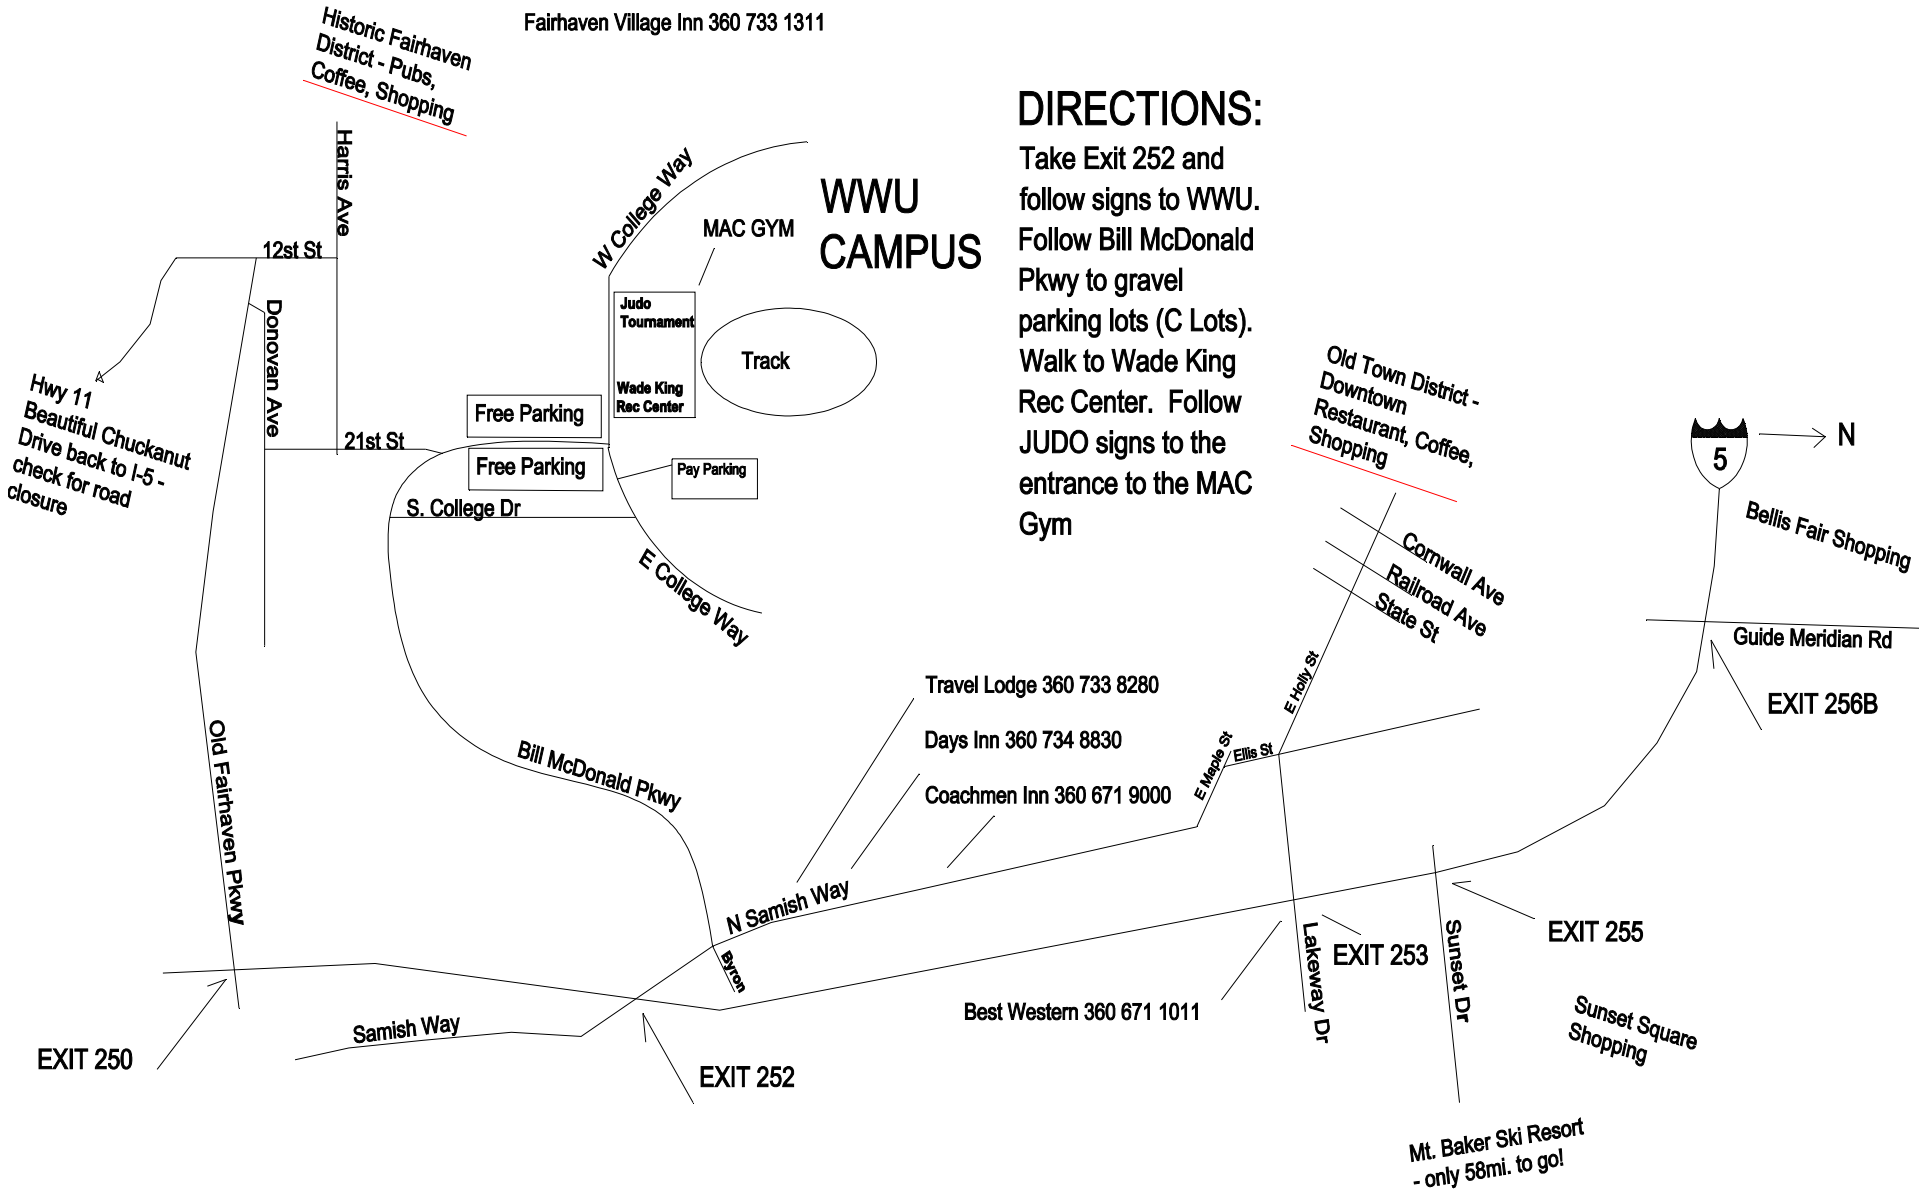 Fairhaven Village Inn 360 733 1311
Historic Fairhaven
District - Pubs,
Coffee, Shopping
DIRECTIONS:
Take Exit 252 and
follow signs to WWU.
Follow Bill McDonald
Pkwy to gravel
parking lots (C Lots).
Walk to Wade King
Rec Center.  Follow
JUDO signs to the
entrance to the MAC
Gym
Harris Ave
W College Way
WWU
CAMPUS
MAC GYM
12st St
Donovan Ave
Judo
Tournament
Wade King
Rec Center
Track
Hwy 11
Beautiful Chuckanut
Drive back to I-5 -
check for road
closure
Free Parking
21st St
Free Parking
Pay Parking
S. College Dr
E College Way
Old Town District -
Downtown
Restaurant, Coffee,
Shopping
5
N
Bellis Fair Shopping
Cornwall Ave
Railroad Ave
State St
Guide Meridian Rd
EXIT 256B
E Holly St
Travel Lodge 360 733 8280
Days Inn 360 734 8830
Coachmen Inn 360 671 9000
E Maple St
Ellis St
Old Fairhaven Pkwy
Bill McDonald Pkwy
N Samish Way
Byron
Lakeway Dr
EXIT 253
Sunset Dr
EXIT 255
Best Western 360 671 1011
Samish Way
EXIT 250
EXIT 252
Sunset Square
Shopping
Mt. Baker Ski Resort
- only 58mi. to go!